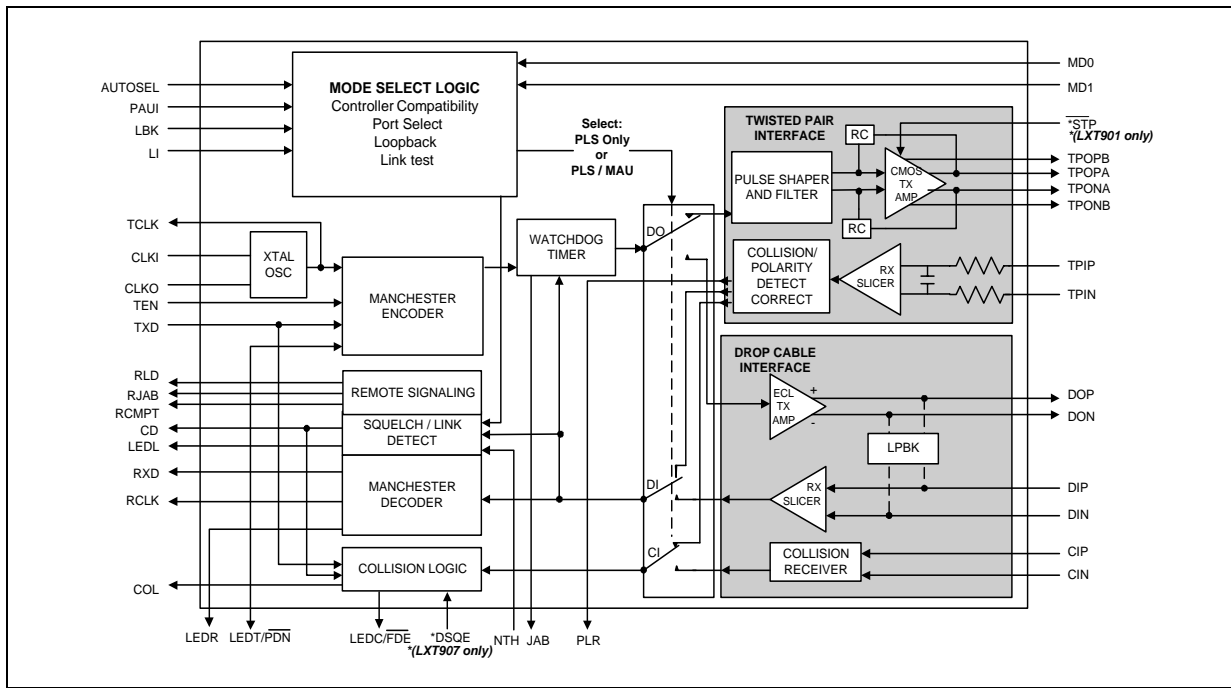 AUTOSEL
PAUI
LBK
LI
MODE SELECT LOGIC
Controller Compatibility
Port Select
Loopback
Link test
MD0
MD1
Select:
PLS Only
or
PLS / MAU
TWISTED PAIR
INTERFACE
RC
*STP
*(LXT901 only)
PULSE SHAPER
AND FILTER
CMOS
TX
AMP
RC
TPOPB
TPOPA
TPONA
TPONB
TCLK
CLKI
CLKO
TEN
TXD
XTAL
OSC
MANCHESTER
ENCODER
WATCHDOG
TIMER
DO
COLLISION/
POLARITY
DETECT
CORRECT
RX
SLICER
TPIP
TPIN
DROP CABLE
INTERFACE
ECL
TX
AMP
+
-
DOP
DON
LPBK
RLD
RJAB
RCMPT
CD
LEDL
RXD
RCLK
REMOTE SIGNALING
SQUELCH / LINK
DETECT
MANCHESTER
DECODER
DI
RX
SLICER
DIP
DIN
COLLISION LOGIC
CI
COLLISION
RECEIVER
CIP
CIN
COL
LEDR
LEDT/PDN
LEDC/FDE
*DSQE
*(LXT907 only)
NTH
JAB
PLR